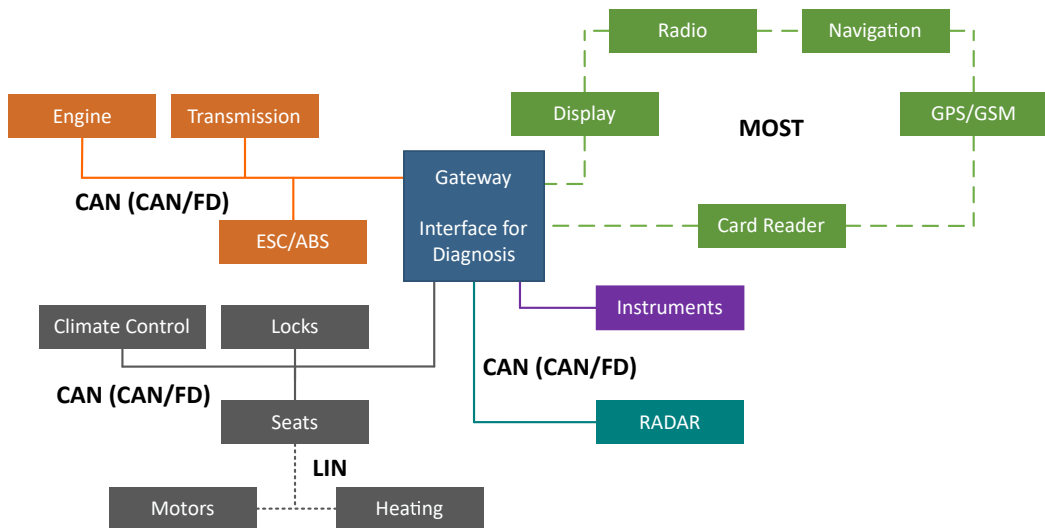 Radio
Navigation
Engine
Transmission
Display
MOST
GPS/GSM
CAN (CAN/FD)
Gateway
Interface for
Diagnosis
ESC/ABS
Card Reader
Climate Control
Locks
Instruments
CAN (CAN/FD)
CAN (CAN/FD)
Seats
RADAR
LIN
Motors
Heating